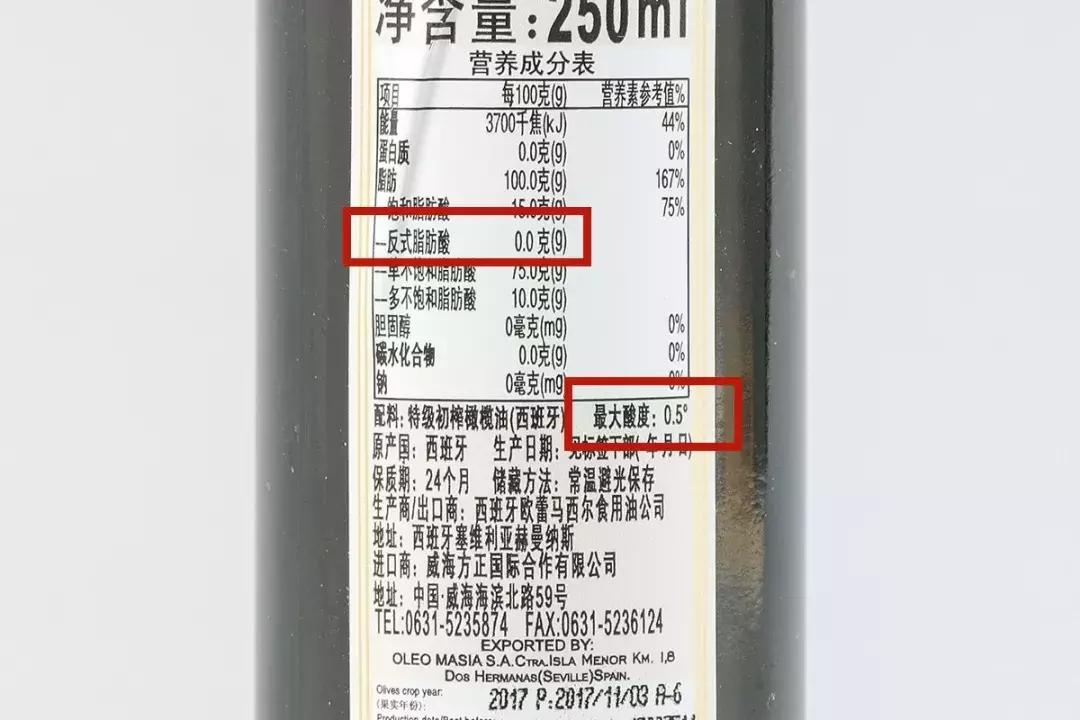 净含量:250ml
营养成分表
项目 每100克(g) 营养素参考值%
能量 3700千焦(kJ) 44%
蛋白质 0.0克(g) 0%
脂肪 100.0克(g) 167%
饱和脂肪酸 15.0克(g) 75%
--反式脂肪酸 0.0 克(g)
--单不饱和脂肪酸 75.0克(g)
--多不饱和脂肪酸 10.0克(g)
胆固醇 0毫克(mg) 0%
碳水化合物 0.0克(g) 0%
钠 0毫克(mg) 0%
配料: 特级初榨橄榄油(西班牙) 最大酸度: 0.5°
原产国: 西班牙 生产日期: 见标签下部( 年月日)
保质期: 24个月 储藏方法: 常温避光保存
生产商/出口商: 西班牙欧蕾马西尔食用油公司
地址: 西班牙塞维利亚赫曼纳斯
进口商: 威海方正国际合作有限公司
地址: 中国·威海海滨北路59号
TEL:0631-5235874 FAX:0631-5236124
EXPORTED BY:
OLEO MASIA S.A. CTRA. ISLA MENOR KM. 1,8
DOS HERMANAS(SEVILLE)SPAIN.
Olives crop year:
(果实年份): 2017 P:2017/11/03 A-6
Production date/Best before